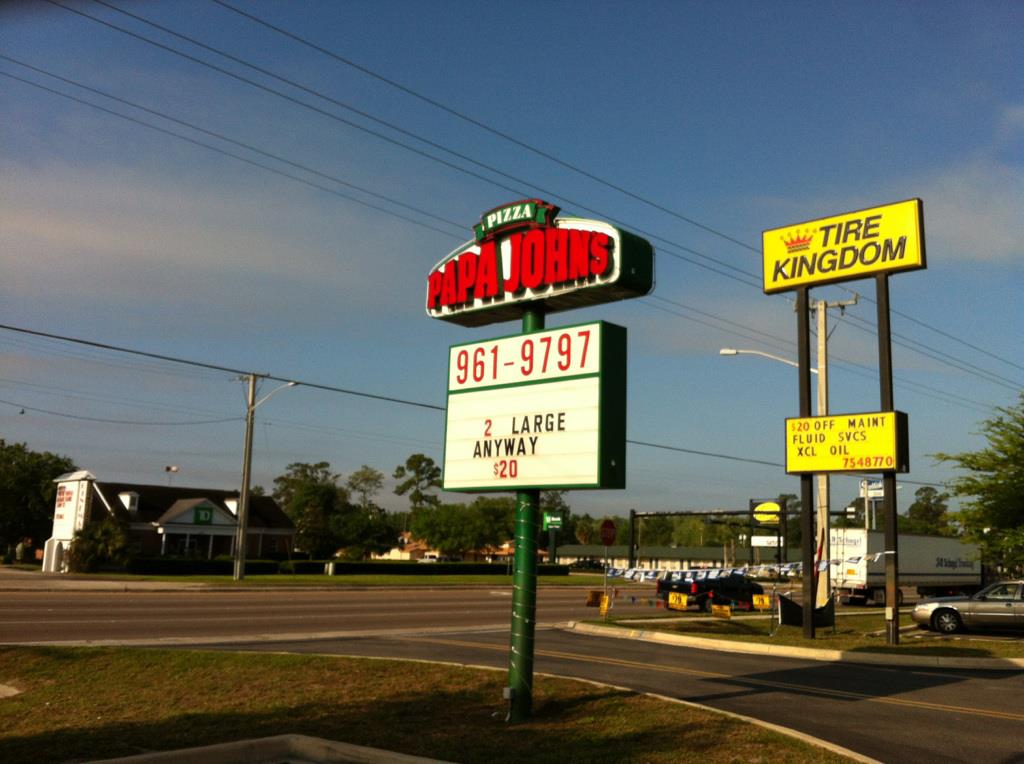 PIZZA
PAPA JOHNS
961-9797
2 LARGE
ANYWAY
$20
TIRE
KINGDOM
$20 OFF MAINT
FLUID SVCS
XCL OIL
7548770
TD